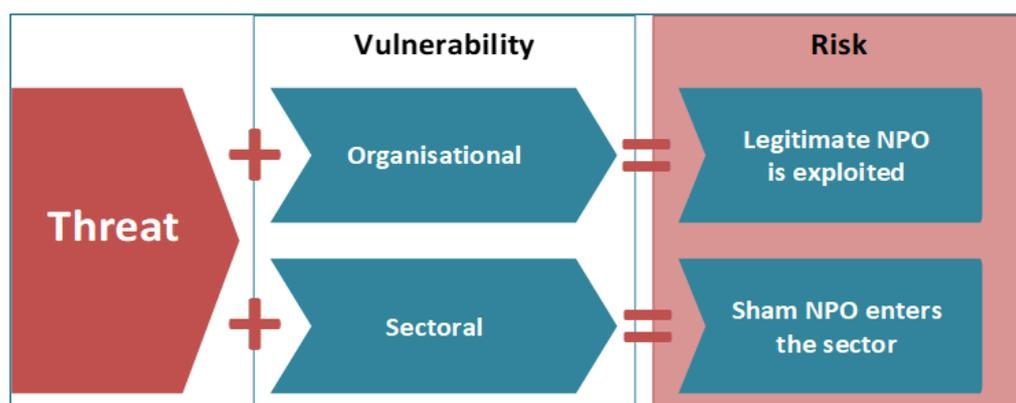 Vulnerability
Risk
Threat
+
Organisational
=
Legitimate NPO
is exploited
+
Sectoral
=
Sham NPO enters
the sector